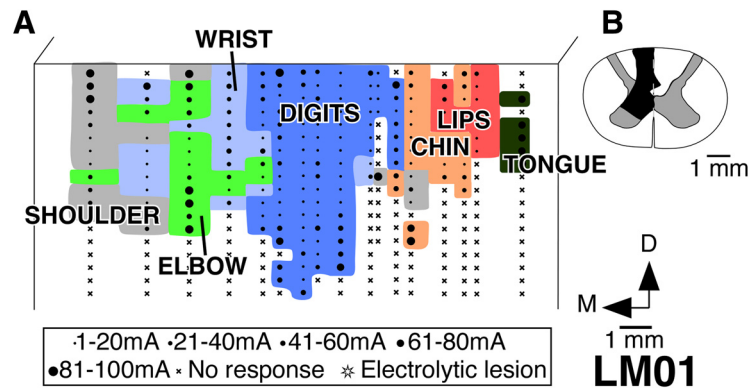 A
B
WRIST
DIGITS
LIPS
CHIN
TONGUE
1 mm
SHOULDER
ELBOW
D
M
1 mm
·1-20mA •21-40mA •41-60mA •61-80mA
•81-100mA × No response ✲ Electrolytic lesion
LM01